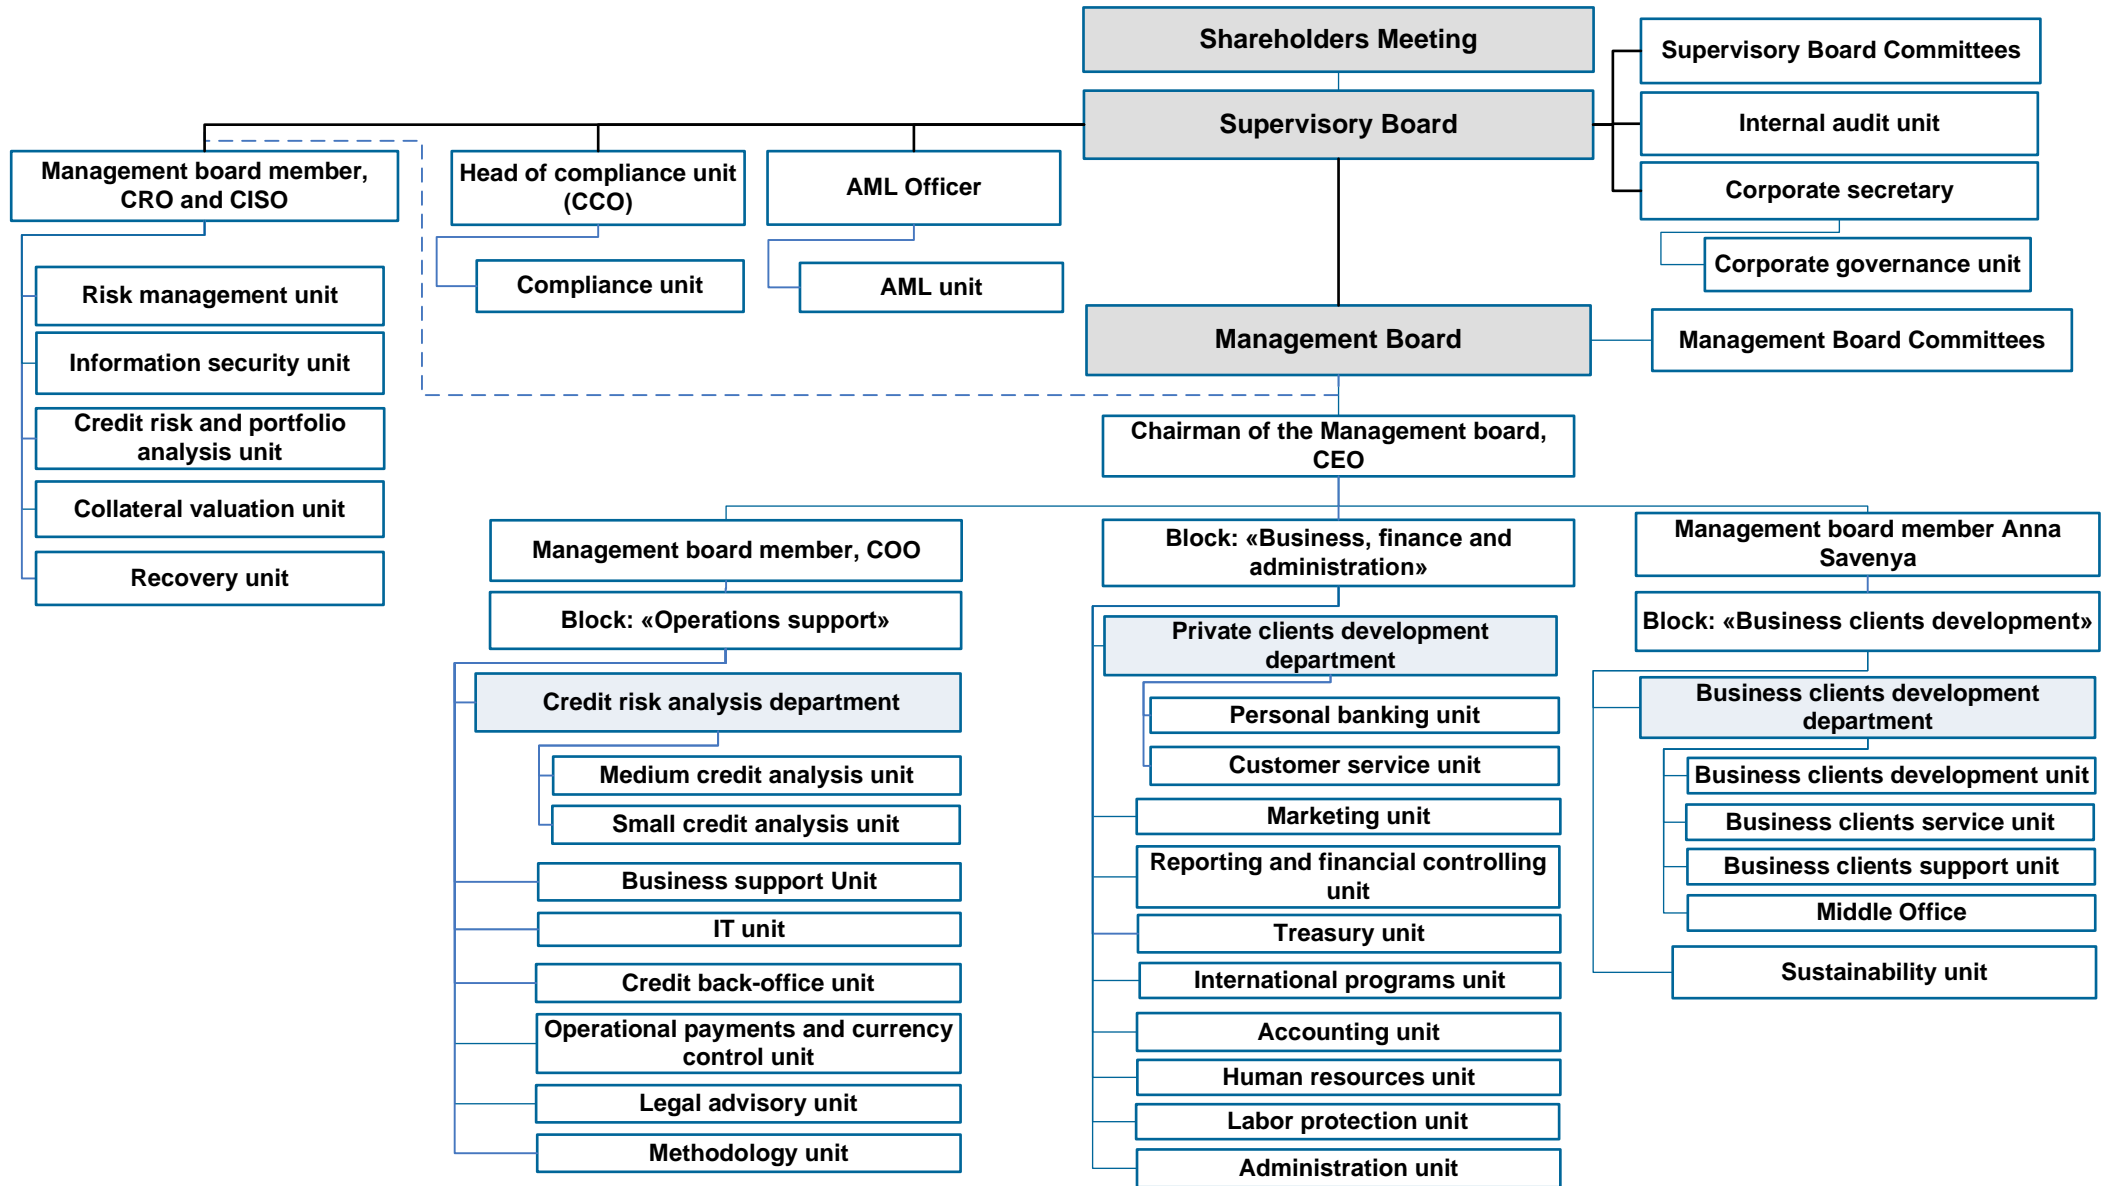 Shareholders Meeting
Supervisory Board
Supervisory Board Committees
Internal audit unit
Corporate secretary
Corporate governance unit
Management board member,
CRO and CISO
Risk management unit
Information security unit
Credit risk and portfolio
analysis unit
Collateral valuation unit
Recovery unit
Head of compliance unit
(CCO)
Compliance unit
AML Officer
AML unit
Management Board
Management Board Committees
Chairman of the Management board,
CEO
Management board member, COO
Block: «Operations support»
Credit risk analysis department
Medium credit analysis unit
Small credit analysis unit
Business support Unit
IT unit
Credit back-office unit
Operational payments and currency
control unit
Legal advisory unit
Methodology unit
Block: «Business, finance and
administration»
Private clients development
department
Personal banking unit
Customer service unit
Marketing unit
Reporting and financial controlling
unit
Treasury unit
International programs unit
Accounting unit
Human resources unit
Labor protection unit
Administration unit
Management board member Anna
Savenya
Block: «Business clients development»
Business clients development
department
Business clients development unit
Business clients service unit
Business clients support unit
Middle Office
Sustainability unit